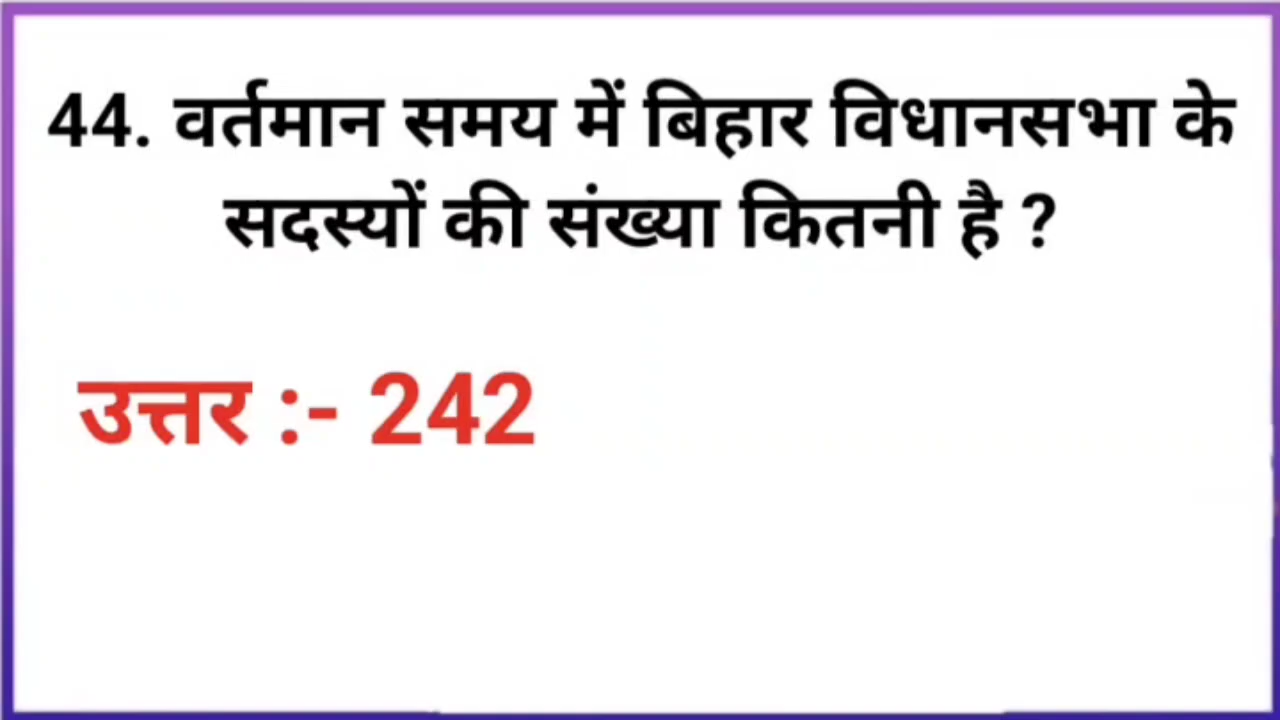 44. वर्तमान समय में बिहार विधानसभा के
सदस्यों की संख्या कितनी है ?
उत्तर :- 242